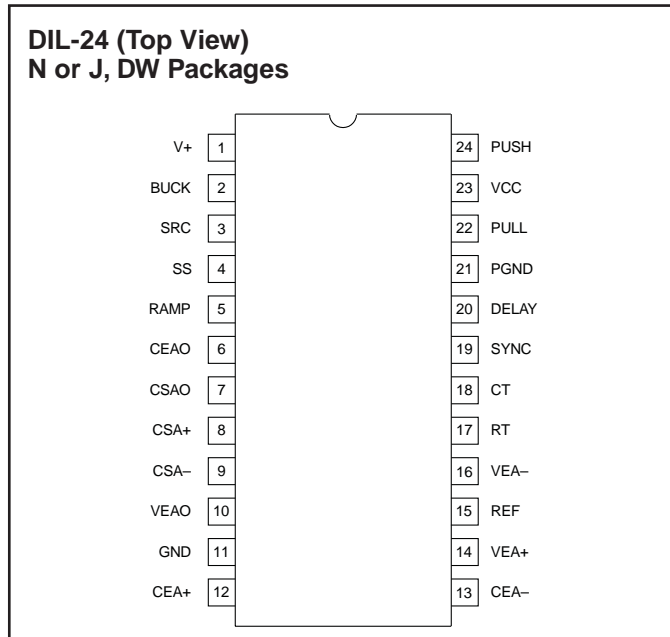 DIL-24 (Top View)
N or J, DW Packages
V+ 1 24 PUSH
BUCK 2 23 VCC
SRC 3 22 PULL
SS 4 21 PGND
RAMP 5 20 DELAY
CEAO 6 19 SYNC
CSAO 7 18 CT
CSA+ 8 17 RT
CSA– 9 16 VEA–
VEAO 10 15 REF
GND 11 14 VEA+
CEA+ 12 13 CEA–